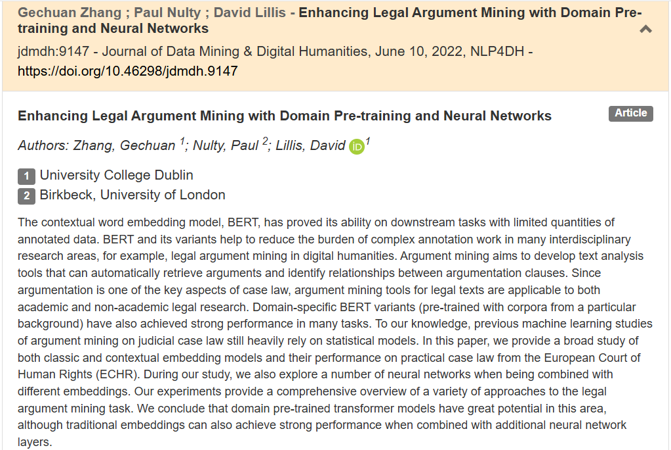 Gechuan Zhang ; Paul Nulty ; David Lillis - Enhancing Legal Argument Mining with Domain Pre-
training and Neural Networks
jdmdh:9147 - Journal of Data Mining & Digital Humanities, June 10, 2022, NLP4DH -
https://doi.org/10.46298/jdmdh.9147
Enhancing Legal Argument Mining with Domain Pre-training and Neural Networks
Article
Authors: Zhang, Gechuan 1; Nulty, Paul 2; Lillis, David iD 1
1 University College Dublin
2 Birkbeck, University of London
The contextual word embedding model, BERT, has proved its ability on downstream tasks with limited quantities of
annotated data. BERT and its variants help to reduce the burden of complex annotation work in many interdisciplinary
research areas, for example, legal argument mining in digital humanities. Argument mining aims to develop text analysis
tools that can automatically retrieve arguments and identify relationships between argumentation clauses. Since
argumentation is one of the key aspects of case law, argument mining tools for legal texts are applicable to both
academic and non-academic legal research. Domain-specific BERT variants (pre-trained with corpora from a particular
background) have also achieved strong performance in many tasks. To our knowledge, previous machine learning studies
of argument mining on judicial case law still heavily rely on statistical models. In this paper, we provide a broad study of
both classic and contextual embedding models and their performance on practical case law from the European Court of
Human Rights (ECHR). During our study, we also explore a number of neural networks when being combined with
different embeddings. Our experiments provide a comprehensive overview of a variety of approaches to the legal
argument mining task. We conclude that domain pre-trained transformer models have great potential in this area,
although traditional embeddings can also achieve strong performance when combined with additional neural network
layers.